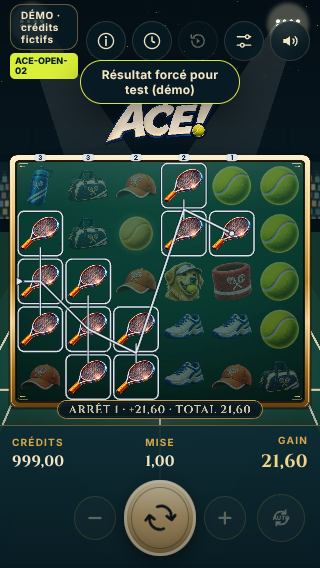 DÉMO ·
crédits
fictifs
ACE-OPEN-
02
Résultat forcé pour
test (démo)
ACE!
3 3 2 2 1
ARRÊT 1 · +21,60 · TOTAL 21,60
CRÉDITS MISE GAIN
999,00 1,00 21,60
AUTO